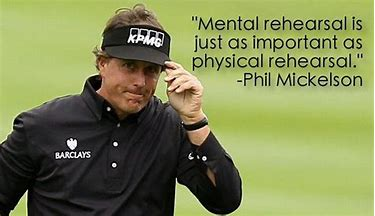 "Mental rehearsal is
just as important as
physical rehearsal."
-Phil Mickelson
KPMG
BARCLAYS